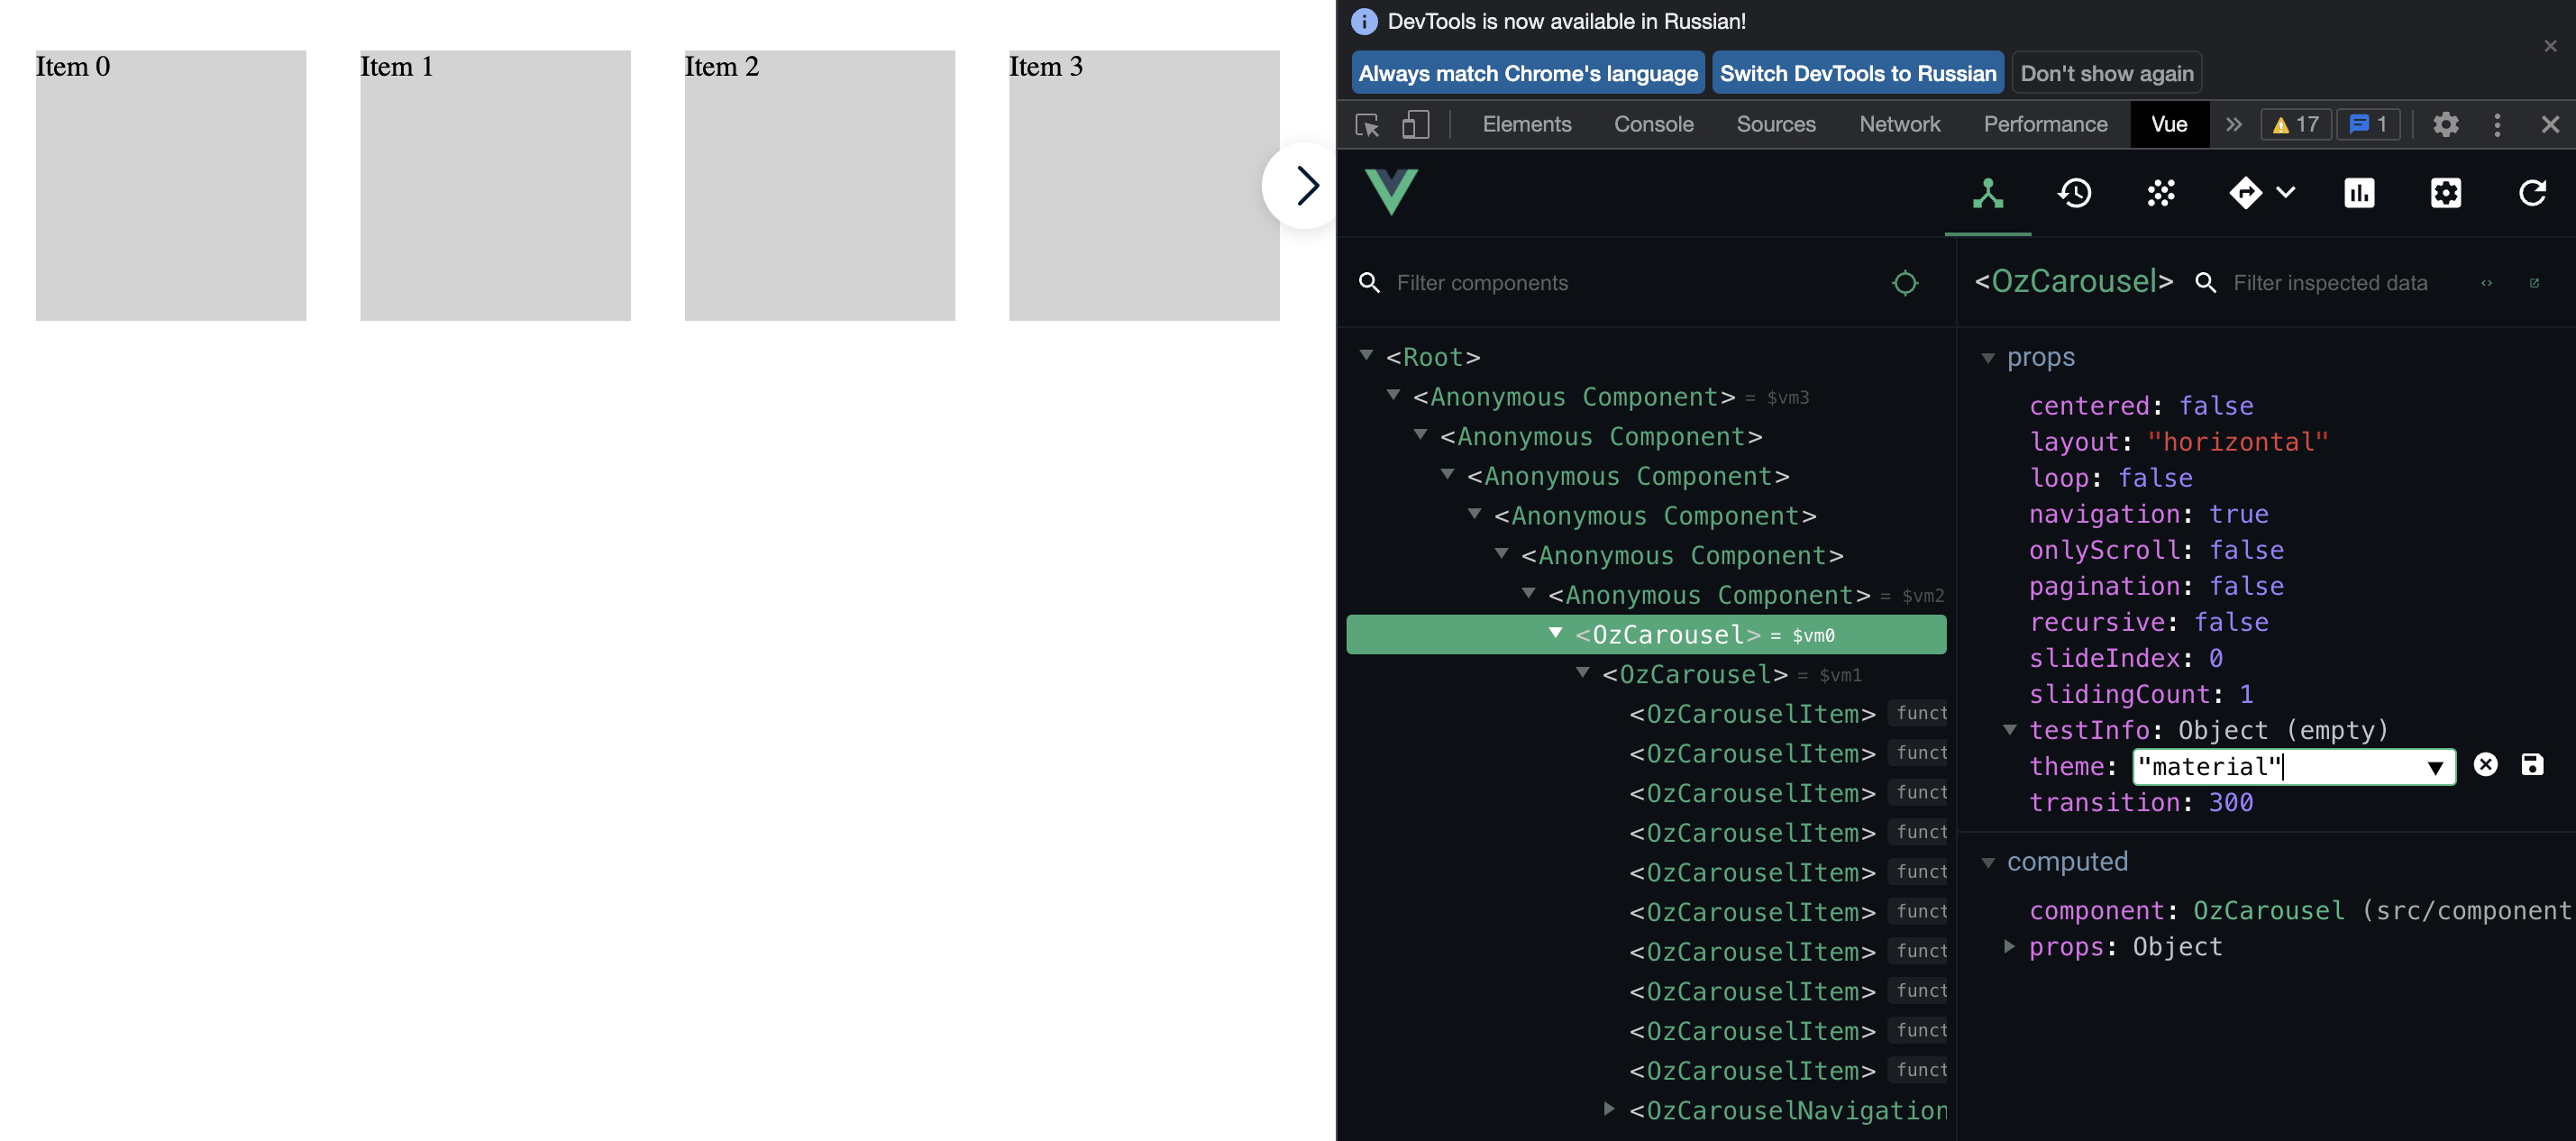 Item 0
Item 1
Item 2
Item 3
DevTools is now available in Russian!
Always match Chrome's language
Switch DevTools to Russian
Don't show again
Elements
Console
Sources
Network
Performance
Vue
17
1
Filter components
<OzCarousel>
Filter inspected data
<Root>
<Anonymous Component> = $vm3
<Anonymous Component>
<Anonymous Component>
<Anonymous Component>
<Anonymous Component>
<Anonymous Component> = $vm2
<OzCarousel> = $vm0
<OzCarousel> = $vm1
<OzCarouselItem> funct
<OzCarouselItem> funct
<OzCarouselItem> funct
<OzCarouselItem> funct
<OzCarouselItem> funct
<OzCarouselItem> funct
<OzCarouselItem> funct
<OzCarouselItem> funct
<OzCarouselItem> funct
<OzCarouselItem> funct
<OzCarouselNavigation
props
centered: false
layout: "horizontal"
loop: false
navigation: true
onlyScroll: false
pagination: false
recursive: false
slideIndex: 0
slidingCount: 1
testInfo: Object (empty)
theme: "material"
transition: 300
computed
component: OzCarousel (src/component
props: Object